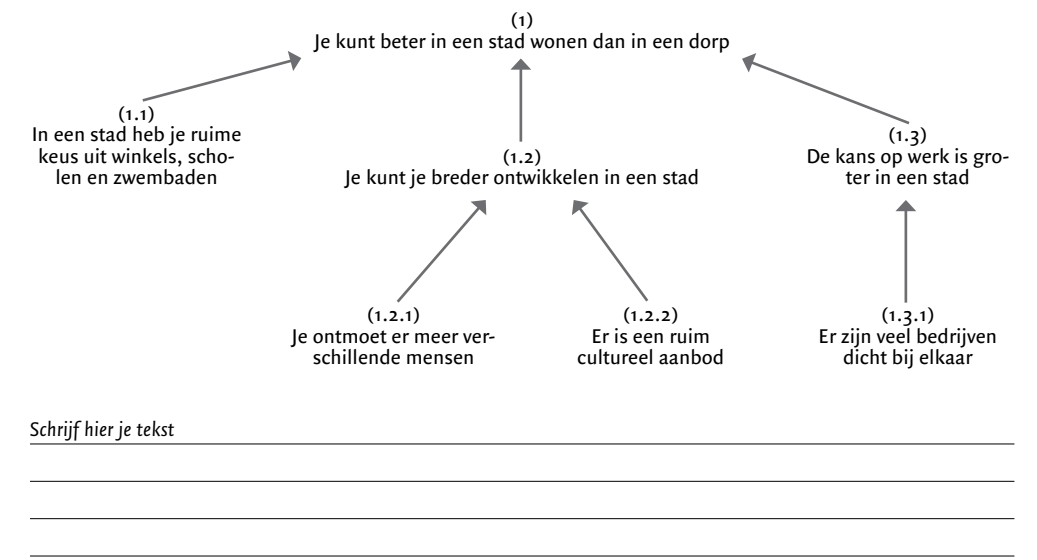 (1)
Je kunt beter in een stad wonen dan in een dorp
(1.1)
In een stad heb je ruime
keus uit winkels, scho-
len en zwembaden
(1.2)
Je kunt je breder ontwikkelen in een stad
(1.3)
De kans op werk is gro-
ter in een stad
(1.2.1)
Je ontmoet er meer ver-
schillende mensen
(1.2.2)
Er is een ruim
cultureel aanbod
(1.3.1)
Er zijn veel bedrijven
dicht bij elkaar
Schrijf hier je tekst